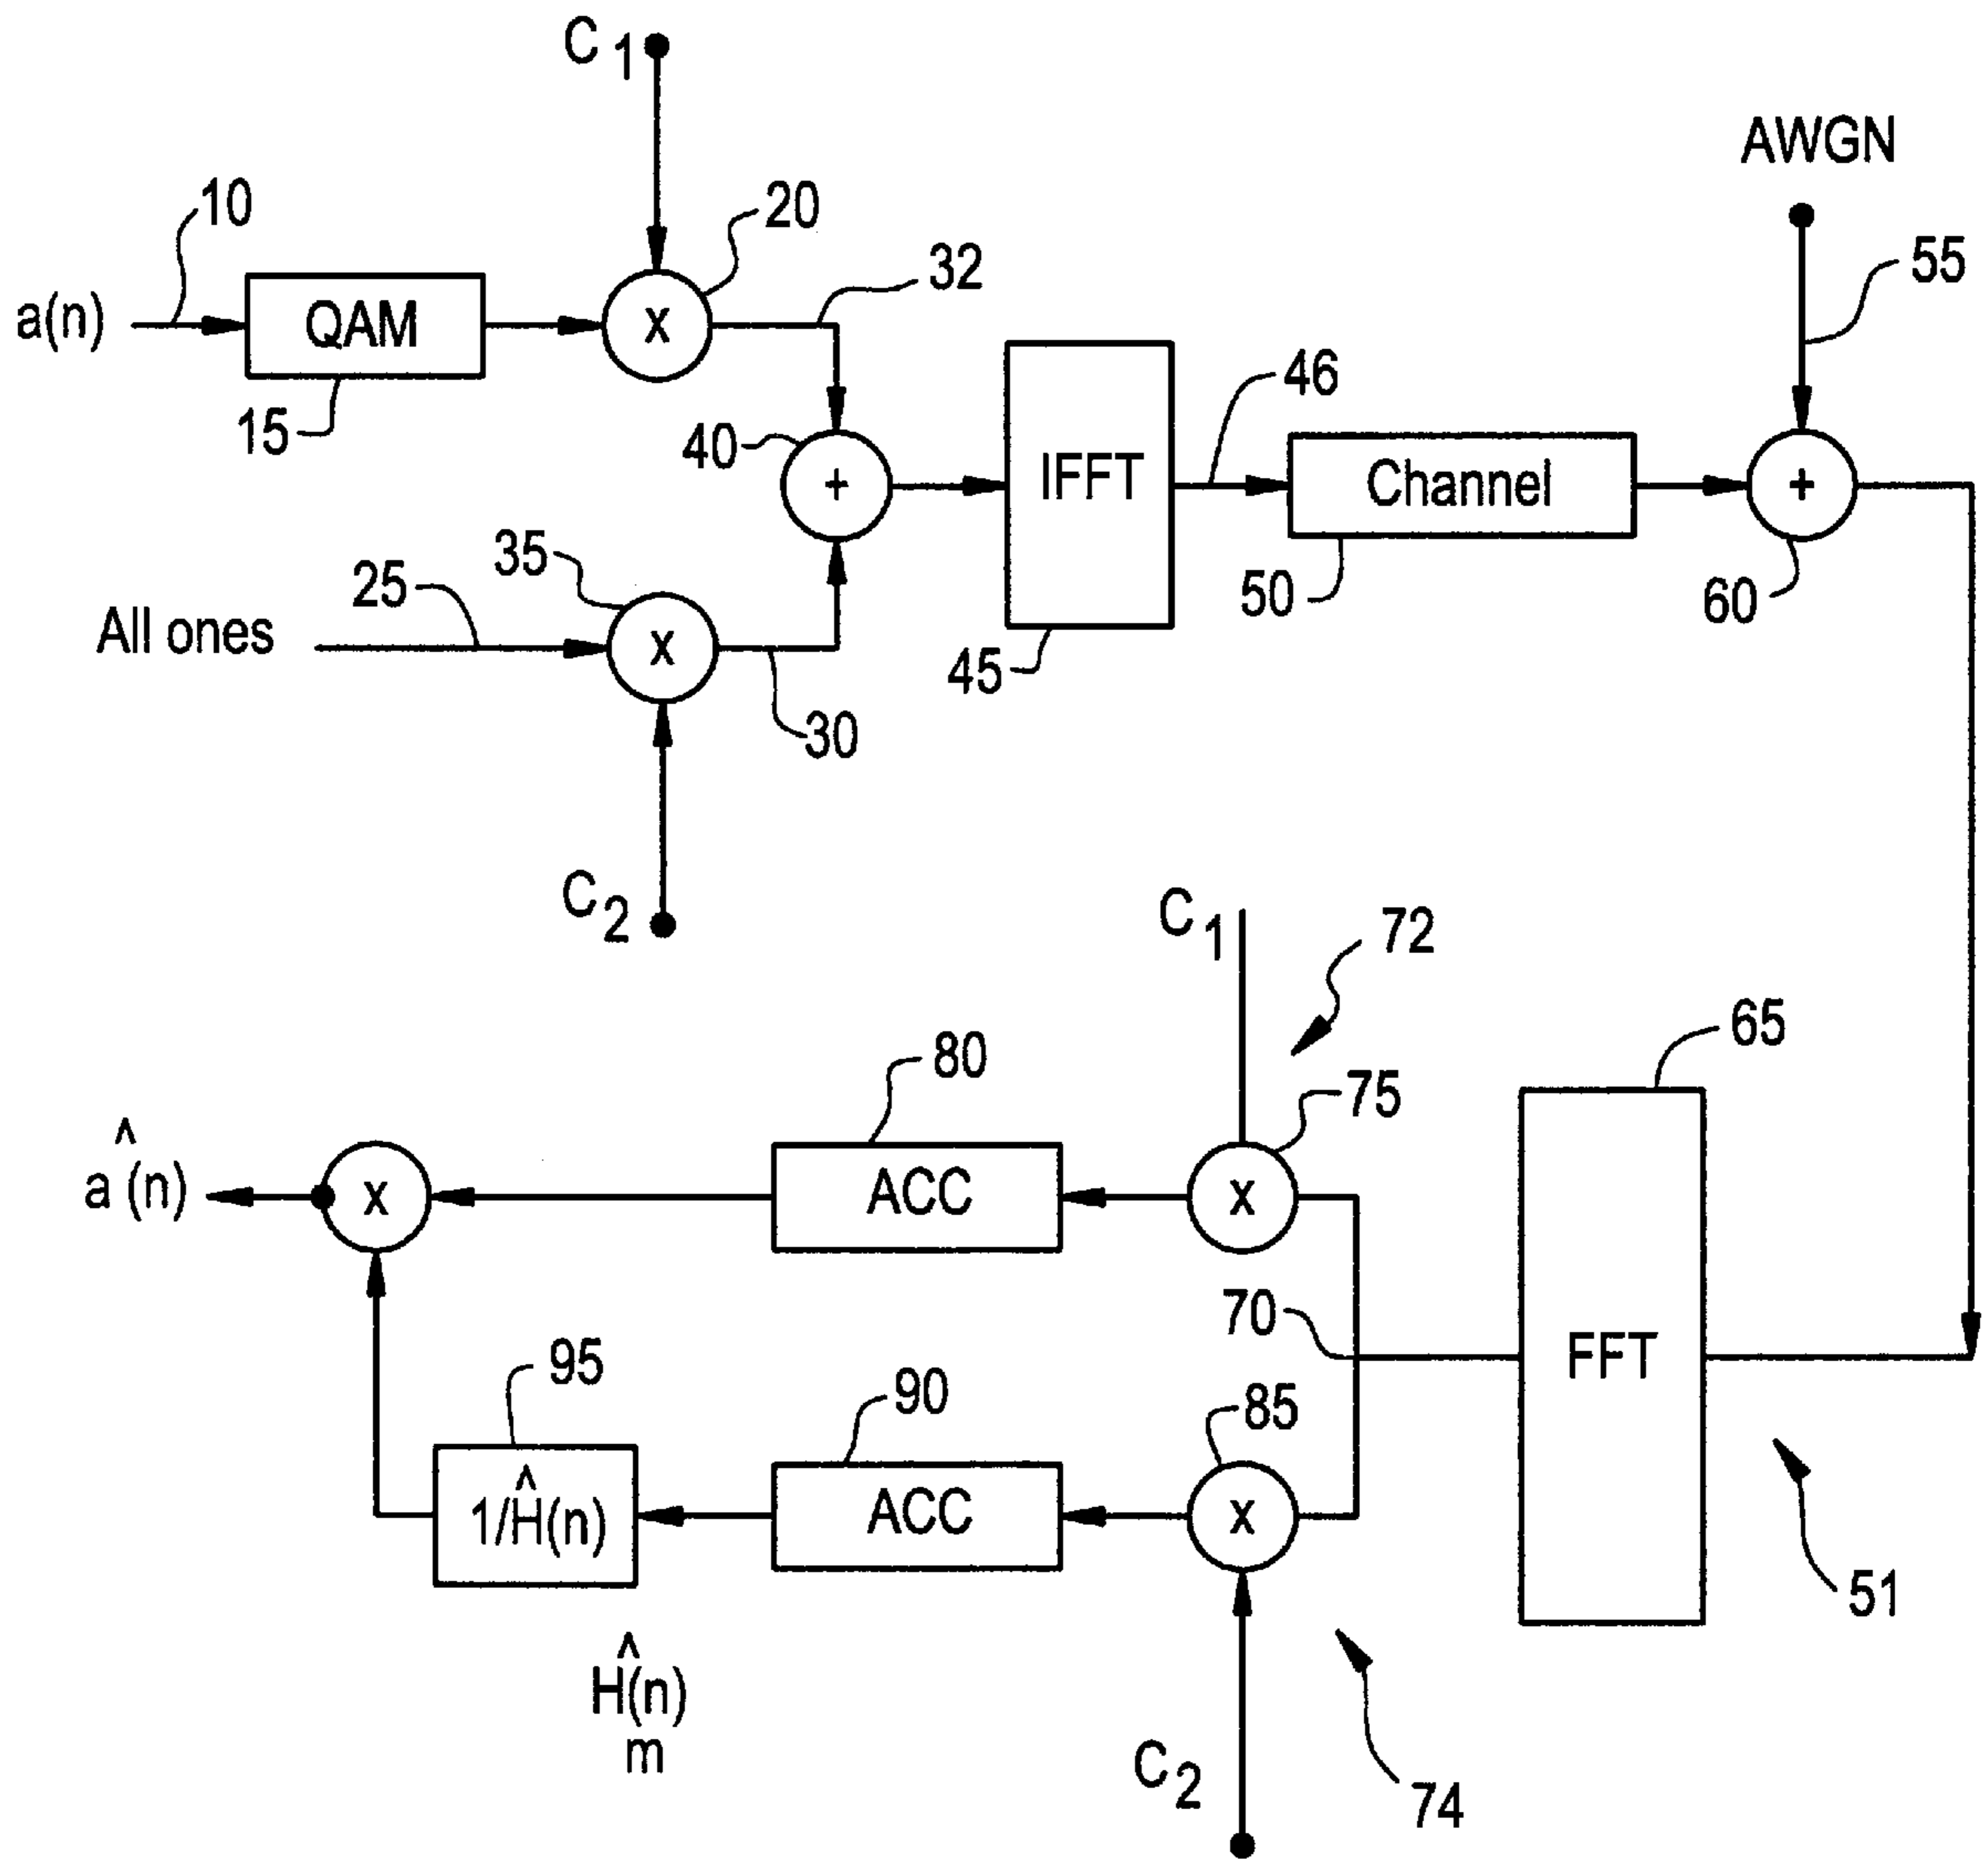 C1
AWGN
10
20
32
55
a(n)
QAM
x
46
15
40
+
IFFT
Channel
+
35
25
50
60
All ones
x
45
30
C2
C1
72
65
80
75
â(n)
x
ACC
x
70
FFT
95
90
85
1/Ĥ(n)
ACC
x
51
Ĥ(n)
m
C2
74